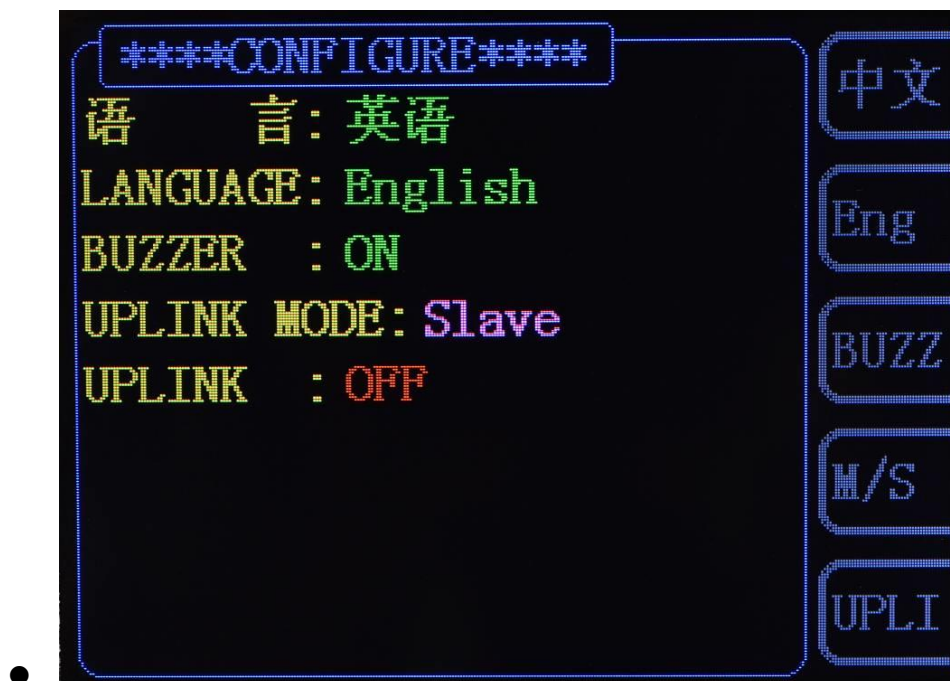 ****CONFIGURE****
语 言: 英语
LANGUAGE: English
BUZZER : ON
UPLINK MODE: Slave
UPLINK : OFF
中文
Eng
BUZZ
M/S
UPLI